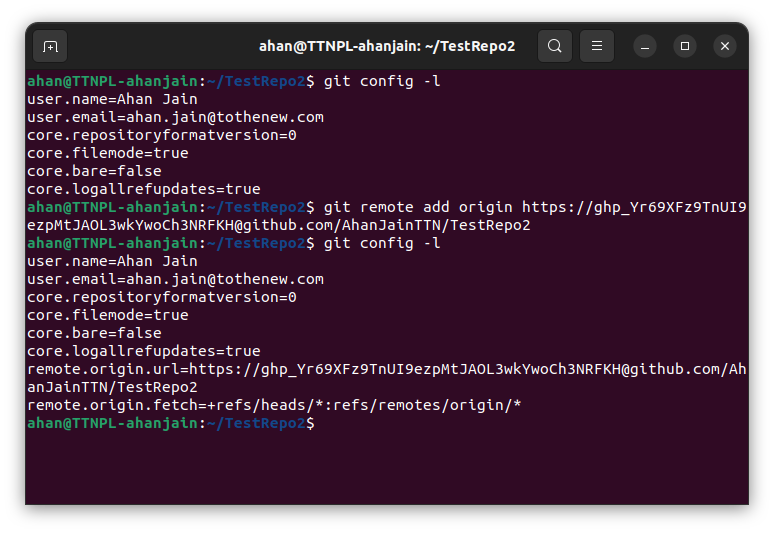 ahan@TTNPL-ahanjain: ~/TestRepo2
ahan@TTNPL-ahanjain:~/TestRepo2$ git config -l
user.name=Ahan Jain
user.email=ahan.jain@tothenew.com
core.repositoryformatversion=0
core.filemode=true
core.bare=false
core.logallrefupdates=true
ahan@TTNPL-ahanjain:~/TestRepo2$ git remote add origin https://ghp_Yr69XFz9TnUI9
ezpMtJAOL3wkYwoCh3NRFKH@github.com/AhanJainTTN/TestRepo2
ahan@TTNPL-ahanjain:~/TestRepo2$ git config -l
user.name=Ahan Jain
user.email=ahan.jain@tothenew.com
core.repositoryformatversion=0
core.filemode=true
core.bare=false
core.logallrefupdates=true
remote.origin.url=https://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@github.com/Ah
anJainTTN/TestRepo2
remote.origin.fetch=+refs/heads/*:refs/remotes/origin/*
ahan@TTNPL-ahanjain:~/TestRepo2$